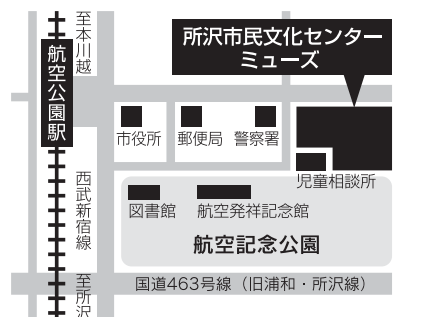 至本川越
所沢市民文化センター
ミューズ
航空公園駅
市役所
郵便局
警察署
児童相談所
西武新宿線
図書館
航空発祥記念館
航空記念公園
至所沢
国道463号線（旧浦和・所沢線）